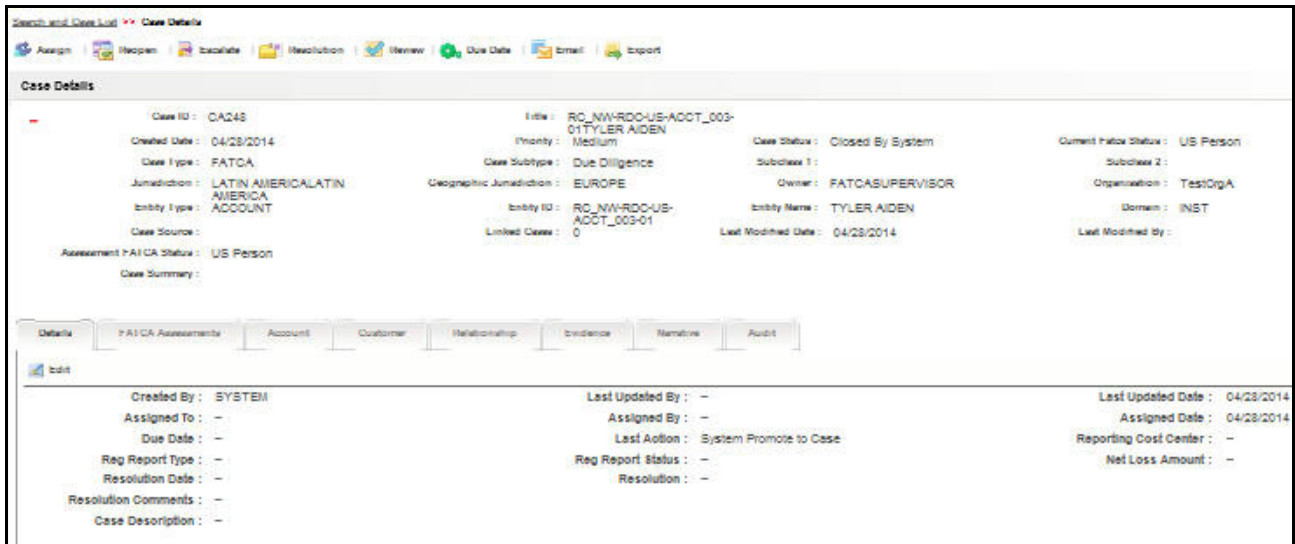 Search and Case List >> Case Details
Assign Reopen Escalate Resolution Review Due Date Email Export
Case Details
Case ID : CA248 Title : RC_NW-RDO-US-ACCT_003-
01TYLER AIDEN
Created Date : 04/28/2014 Priority : Medium Case Status : Closed By System Current Fatca Status : US Person
Case Type : FATCA Case Subtype : Due Diligence Subclass 1 : Subclass 2 :
Jurisdiction : LATIN AMERICALATIN Geographic Jurisdiction : EUROPE Owner : FATCASUPERVISOR Organisation : TestOrgA
AMERICA
Entity Type : ACCOUNT Entity ID : RC_NW-RDO-US- Entity Name : TYLER AIDEN Domain : INST
ACCT_003-01
Case Source : Linked Cases : 0 Last Modified Date : 04/28/2014 Last Modified By :
Assessment FATCA Status : US Person
Case Summary :
Details FATCA Assessments Account Customer Relationship Evidence Narrative Audit
Edit
Created By : SYSTEM Last Updated By : – Last Updated Date : 04/28/2014
Assigned To : – Assigned By : – Assigned Date : 04/28/2014
Due Date : – Last Action : System Promote to Case Reporting Cost Center : –
Reg Report Type : – Reg Report Status : – Net Loss Amount : –
Resolution Date : – Resolution : –
Resolution Comments : –
Case Description : –